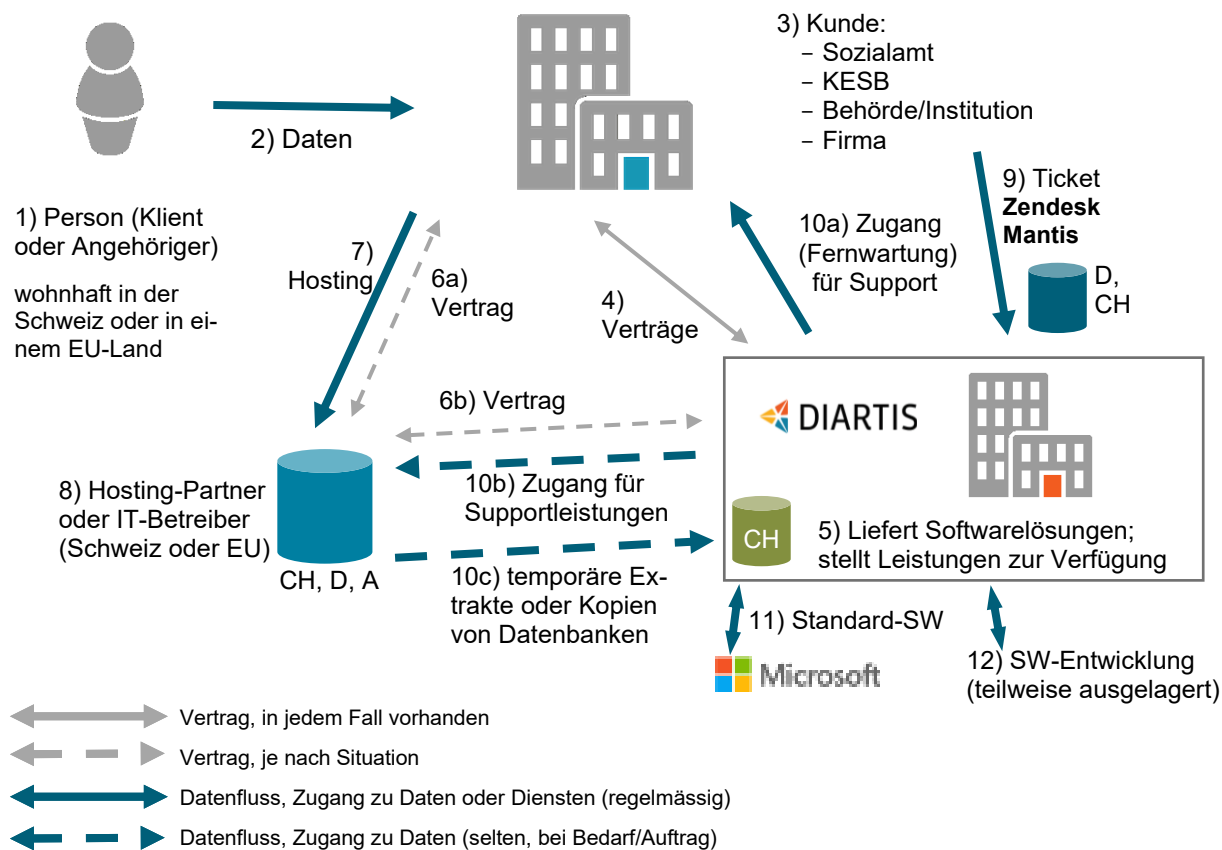 2) Daten
3) Kunde:
– Sozialamt
– KESB
– Behörde/Institution
– Firma
1) Person (Klient
oder Angehöriger)
wohnhaft in der
Schweiz oder in ei-
nem EU-Land
7)
Hosting
6a)
Vertrag
4)
Verträge
10a) Zugang
(Fernwartung)
für Support
9) Ticket
Zendesk
Mantis
D,
CH
6b) Vertrag
DIARTIS
8) Hosting-Partner
oder IT-Betreiber
(Schweiz oder EU)
CH, D, A
10b) Zugang für
Supportleistungen
10c) temporäre Ex-
trakte oder Kopien
von Datenbanken
CH
5) Liefert Softwarelösungen;
stellt Leistungen zur Verfügung
11) Standard-SW
Microsoft
12) SW-Entwicklung
(teilweise ausgelagert)
Vertrag, in jedem Fall vorhanden
Vertrag, je nach Situation
Datenfluss, Zugang zu Daten oder Diensten (regelmässig)
Datenfluss, Zugang zu Daten (selten, bei Bedarf/Auftrag)